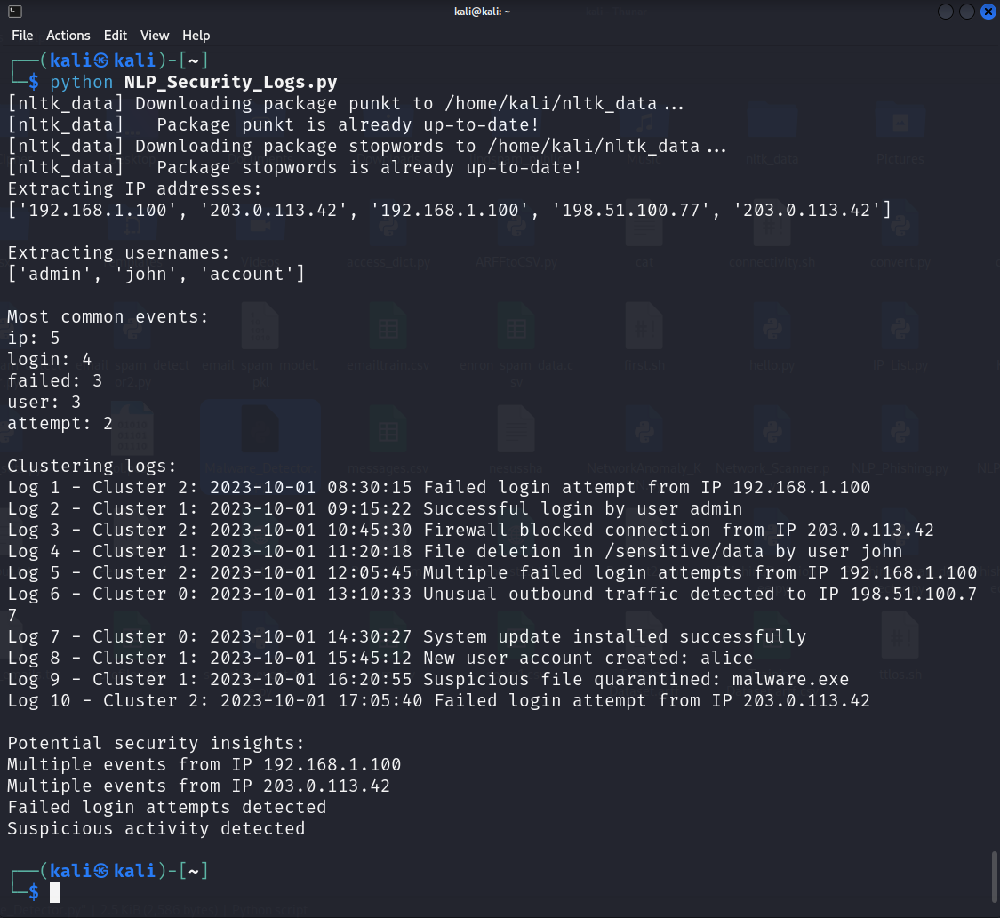 kali@kali: ~
File Actions Edit View Help
┌──(kali㉿kali)-[~]
└─$ python NLP_Security_Logs.py
[nltk_data] Downloading package punkt to /home/kali/nltk_data...
[nltk_data]   Package punkt is already up-to-date!
[nltk_data] Downloading package stopwords to /home/kali/nltk_data...
[nltk_data]   Package stopwords is already up-to-date!
Extracting IP addresses:
['192.168.1.100', '203.0.113.42', '192.168.1.100', '198.51.100.77', '203.0.113.42']
Extracting usernames:
['admin', 'john', 'account']
Most common events:
ip: 5
login: 4
failed: 3
user: 3
attempt: 2
Clustering logs:
Log 1 - Cluster 2: 2023-10-01 08:30:15 Failed login attempt from IP 192.168.1.100
Log 2 - Cluster 1: 2023-10-01 09:15:22 Successful login by user admin
Log 3 - Cluster 2: 2023-10-01 10:45:30 Firewall blocked connection from IP 203.0.113.42
Log 4 - Cluster 1: 2023-10-01 11:20:18 File deletion in /sensitive/data by user john
Log 5 - Cluster 2: 2023-10-01 12:05:45 Multiple failed login attempts from IP 192.168.1.100
Log 6 - Cluster 0: 2023-10-01 13:10:33 Unusual outbound traffic detected to IP 198.51.100.7
7
Log 7 - Cluster 0: 2023-10-01 14:30:27 System update installed successfully
Log 8 - Cluster 1: 2023-10-01 15:45:12 New user account created: alice
Log 9 - Cluster 1: 2023-10-01 16:20:55 Suspicious file quarantined: malware.exe
Log 10 - Cluster 2: 2023-10-01 17:05:40 Failed login attempt from IP 203.0.113.42
Potential security insights:
Multiple events from IP 192.168.1.100
Multiple events from IP 203.0.113.42
Failed login attempts detected
Suspicious activity detected
┌──(kali㉿kali)-[~]
└─$